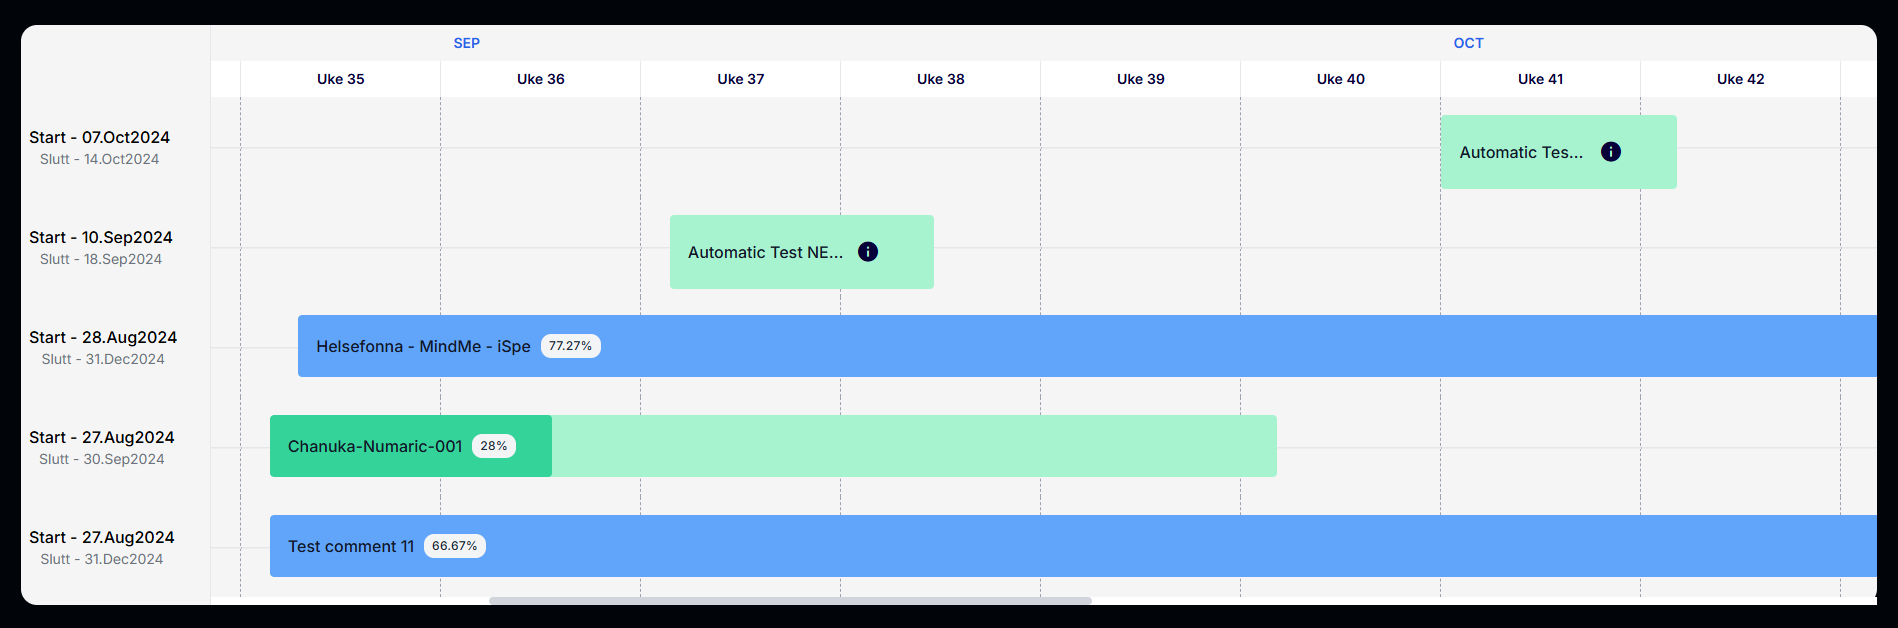 SEP OCT
Uke 35 Uke 36 Uke 37 Uke 38 Uke 39 Uke 40 Uke 41 Uke 42
Start - 07.Oct2024
Slutt - 14.Oct2024
Automatic Tes...
Start - 10.Sep2024
Slutt - 18.Sep2024
Automatic Test NE...
Start - 28.Aug2024
Slutt - 31.Dec2024
Helsefonna - MindMe - iSpe 77.27%
Start - 27.Aug2024
Slutt - 30.Sep2024
Chanuka-Numaric-001 28%
Start - 27.Aug2024
Slutt - 31.Dec2024
Test comment 11 66.67%